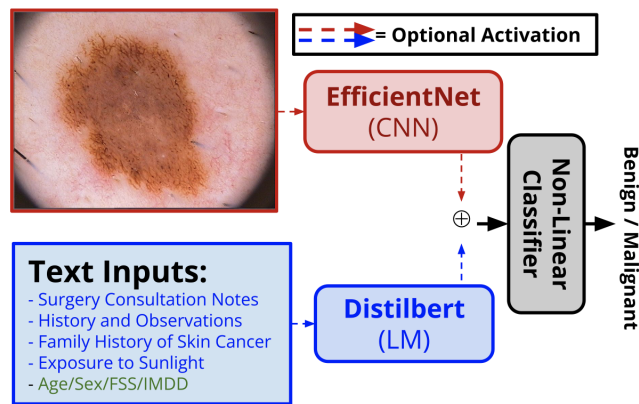 = Optional Activation
EfficientNet
(CNN)
⊕
Non-Linear
Classifier
Benign / Malignant
Text Inputs:
- Surgery Consultation Notes
- History and Observations
- Family History of Skin Cancer
- Exposure to Sunlight
- Age/Sex/FSS/IMDD
Distilbert
(LM)